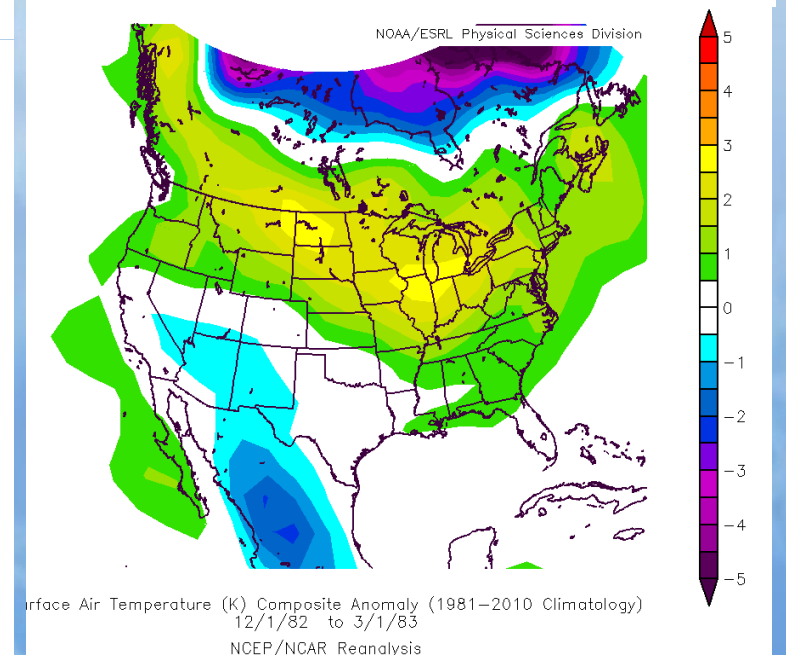 NOAA/ESRL Physical Sciences Division
5
4
3
2
1
0
−1
−2
−3
−4
−5
Air Temperature (K) Composite Anomaly (1981−2010 Climatology)
12/1/82 to 3/1/83
NCEP/NCAR Reanalysis